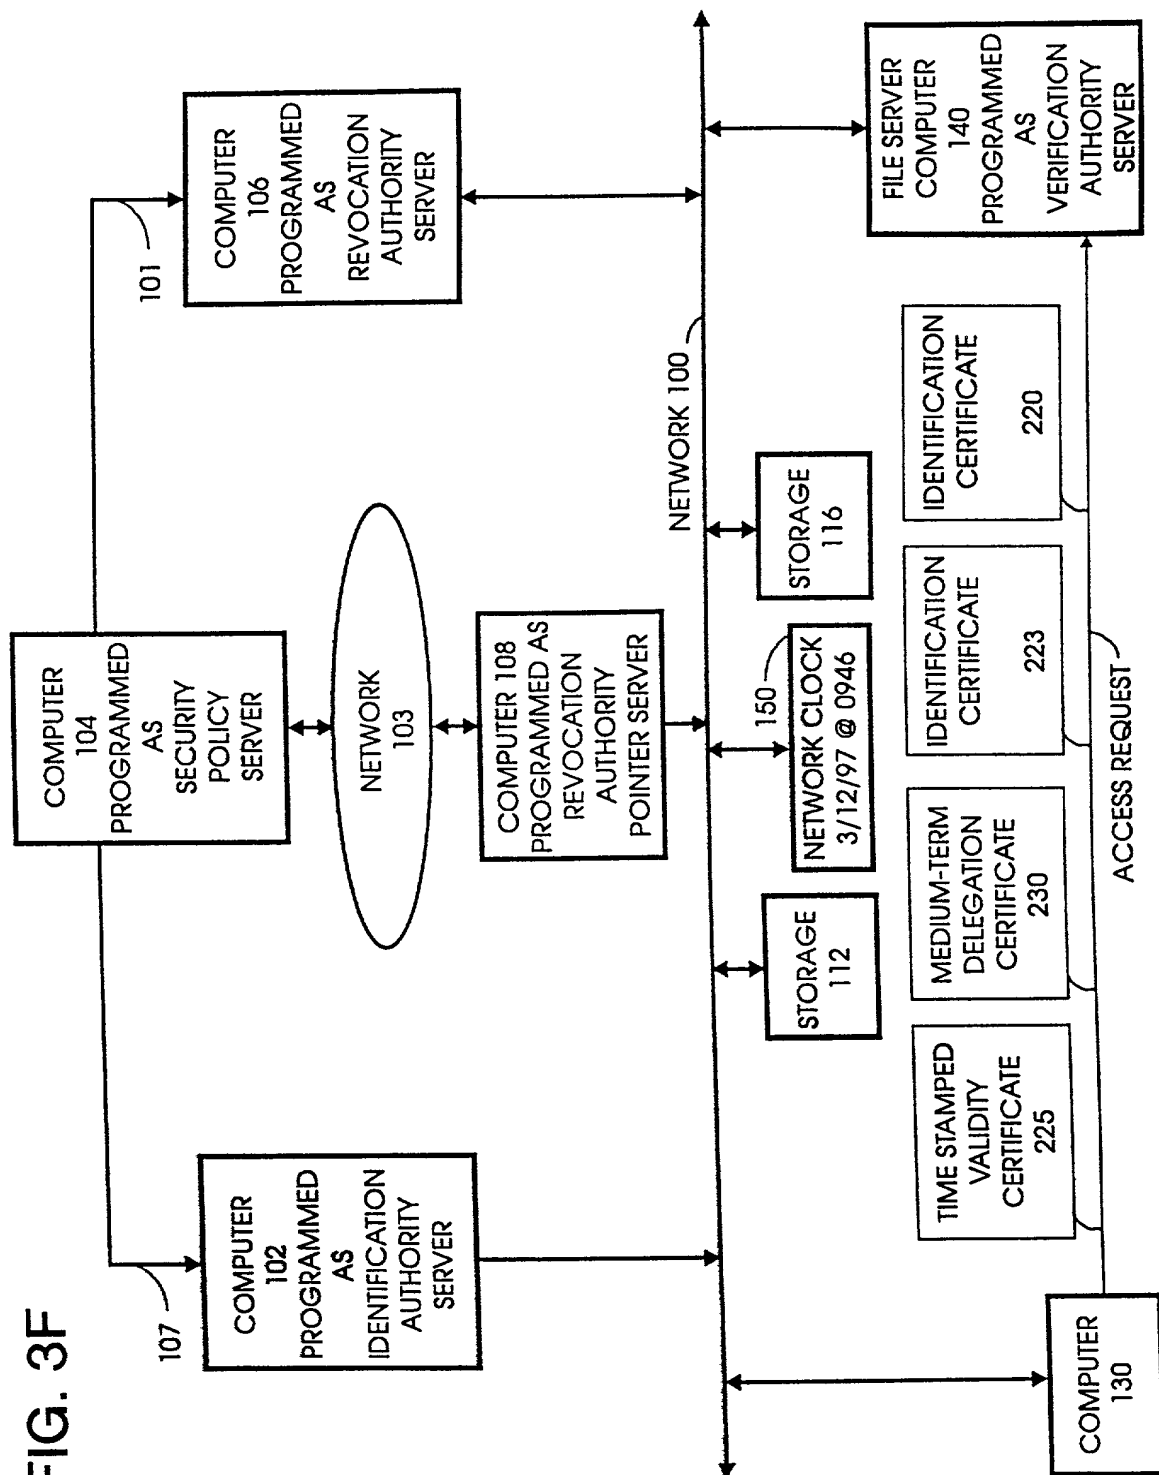 FIG. 3F
COMPUTER
104
PROGRAMMED
AS
SECURITY
POLICY
SERVER
107
101
COMPUTER
102
PROGRAMMED
AS
IDENTIFICATION
AUTHORITY
SERVER
NETWORK
103
COMPUTER
106
PROGRAMMED
AS
REVOCATION
AUTHORITY
SERVER
COMPUTER 108
PROGRAMMED AS
REVOCATION
AUTHORITY
POINTER SERVER
NETWORK 100
STORAGE
112
150
NETWORK CLOCK
3/12/97 @ 0946
STORAGE
116
COMPUTER
130
TIME STAMPED
VALIDITY
CERTIFICATE
225
MEDIUM-TERM
DELEGATION
CERTIFICATE
230
IDENTIFICATION
CERTIFICATE
223
IDENTIFICATION
CERTIFICATE
220
ACCESS REQUEST
FILE SERVER
COMPUTER
140
PROGRAMMED
AS
VERIFICATION
AUTHORITY
SERVER